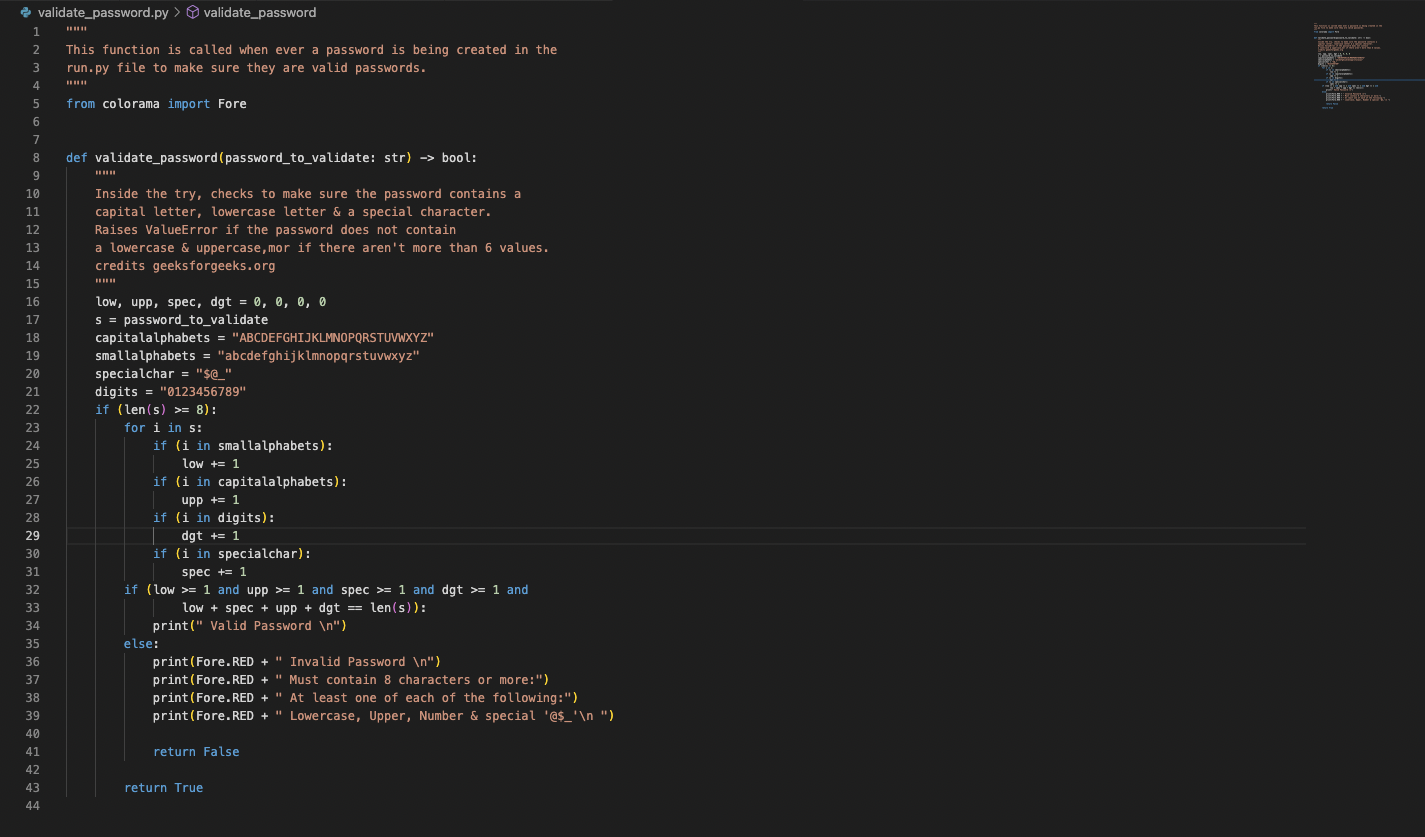 validate_password.py > validate_password
1 """
2 This function is called when ever a password is being created in the
3 run.py file to make sure they are valid passwords.
4 """
5 from colorama import Fore
6
7
8 def validate_password(password_to_validate: str) -> bool:
9     """
10     Inside the try, checks to make sure the password contains a
11     capital letter, lowercase letter & a special character.
12     Raises ValueError if the password does not contain
13     a lowercase & uppercase,mor if there aren't more than 6 values.
14     credits geeksforgeeks.org
15     """
16     low, upp, spec, dgt = 0, 0, 0, 0
17     s = password_to_validate
18     capitalalphabets = "ABCDEFGHIJKLMNOPQRSTUVWXYZ"
19     smallalphabets = "abcdefghijklmnopqrstuvwxyz"
20     specialchar = "$@_"
21     digits = "0123456789"
22     if (len(s) >= 8):
23         for i in s:
24             if (i in smallalphabets):
25                 low += 1
26             if (i in capitalalphabets):
27                 upp += 1
28             if (i in digits):
29                 dgt += 1
30             if (i in specialchar):
31                 spec += 1
32         if (low >= 1 and upp >= 1 and spec >= 1 and dgt >= 1 and
33                 low + spec + upp + dgt == len(s)):
34             print(" Valid Password \n")
35         else:
36             print(Fore.RED + " Invalid Password \n")
37             print(Fore.RED + " Must contain 8 characters or more:")
38             print(Fore.RED + " At least one of each of the following:")
39             print(Fore.RED + " Lowercase, Upper, Number & special '@$_'\n ")
40
41             return False
42
43         return True
44